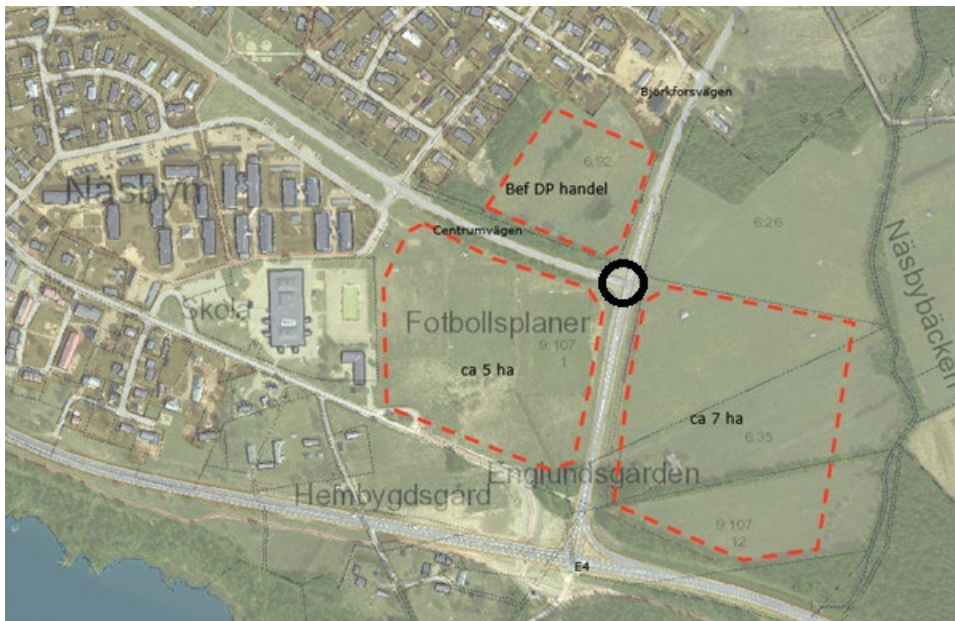 Björkforsvägen
6:92
Bef DP handel
Näsbyn
Centrumvägen
6:26
Näsbybäcken
Skola
Fotbollsplaner
9:107
1
ca 5 ha
ca 7 ha
6:35
Englundsgården
Hembygdsgård
9:107
12
E4